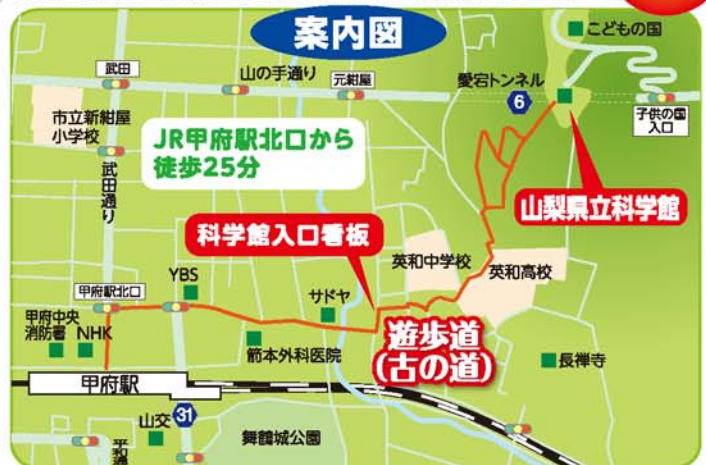 案内図
こどもの国
武田
山の手通り
元紺屋
愛宕トンネル
6
子供の国
入口
市立新紺屋
小学校
JR甲府駅北口から
徒歩25分
武田通り
山梨県立科学館
科学館入口看板
英和中学校
英和高校
YBS
甲府駅北口
サドヤ
甲府中央
消防署
NHK
筋本外科医院
遊歩道
(古の道)
長禅寺
甲府駅
山交
31
舞鶴城公園
平和通